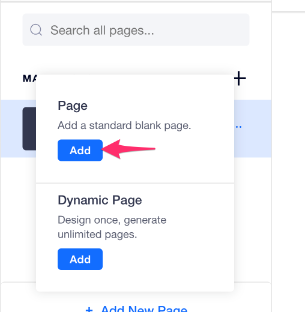 Search all pages...
MA
Page
Add a standard blank page.
Add
Dynamic Page
Design once, generate
unlimited pages.
Add
+ Add New Page